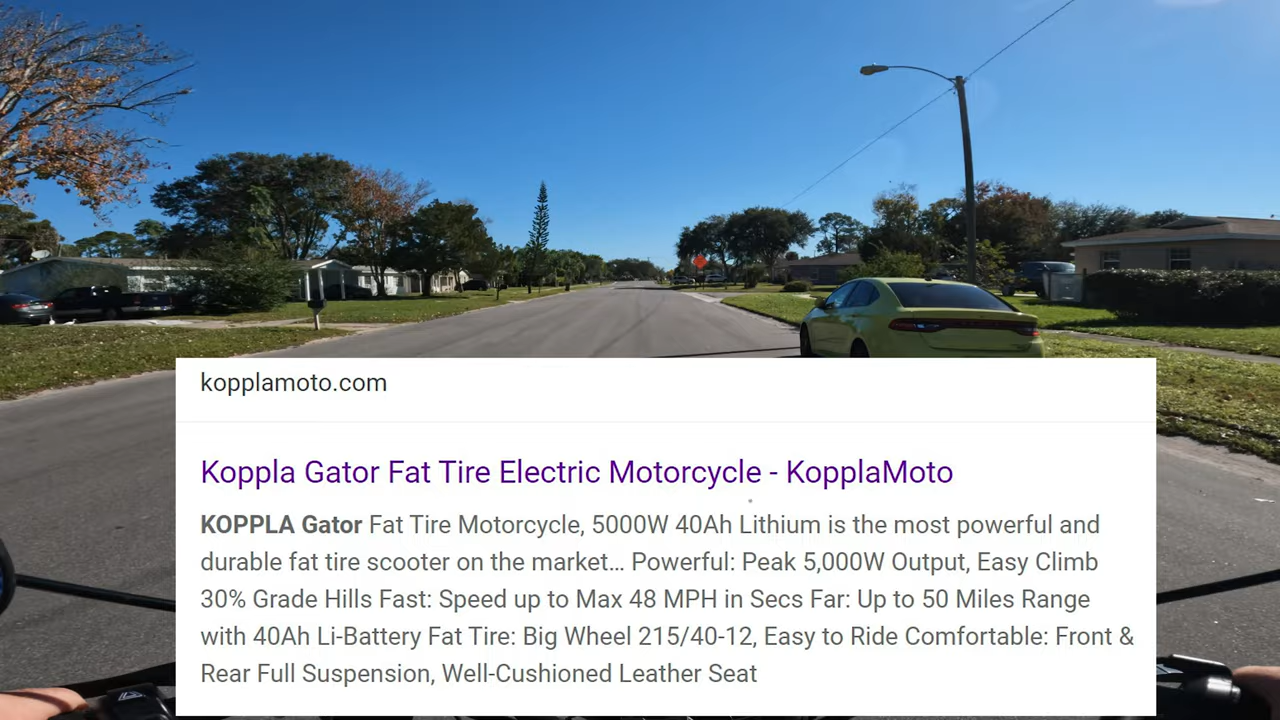 kopplamoto.com
Koppla Gator Fat Tire Electric Motorcycle - KopplaMoto
KOPPLA Gator Fat Tire Motorcycle, 5000W 40Ah Lithium is the most powerful and
durable fat tire scooter on the market... Powerful: Peak 5,000W Output, Easy Climb
30% Grade Hills Fast: Speed up to Max 48 MPH in Secs Far: Up to 50 Miles Range
with 40Ah Li-Battery Fat Tire: Big Wheel 215/40-12, Easy to Ride Comfortable: Front &
Rear Full Suspension, Well-Cushioned Leather Seat